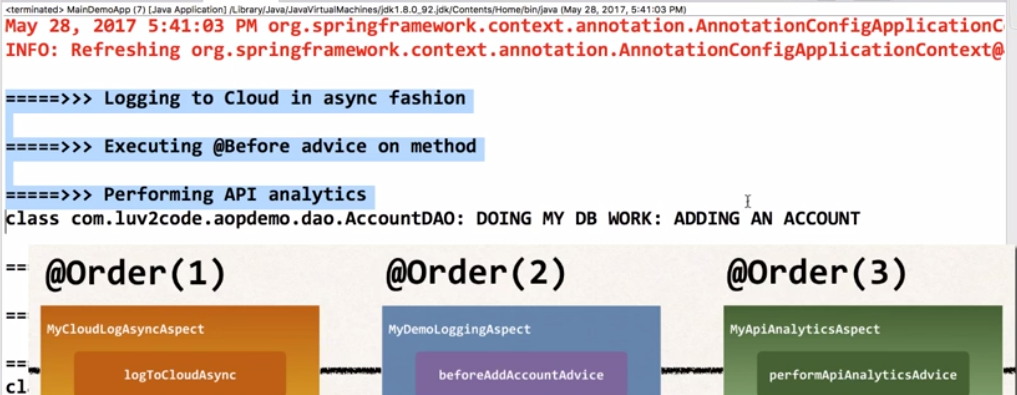 <terminated> MainDemoApp (7) [Java Application] /Library/Java/JavaVirtualMachines/jdk1.8.0_92.jdk/Contents/Home/bin/java (May 28, 2017, 5:41:03 PM)
May 28, 2017 5:41:03 PM org.springframework.context.annotation.AnnotationConfigApplicationC
INFO: Refreshing org.springframework.context.annotation.AnnotationConfigApplicationContext@
=====>>> Logging to Cloud in async fashion
=====>>> Executing @Before advice on method
=====>>> Performing API analytics
class com.luv2code.aopdemo.dao.AccountDAO: DOING MY DB WORK: ADDING AN ACCOUNT
==
@Order(1) @Order(2) @Order(3)
==
MyCloudLogAsyncAspect MyDemoLoggingAspect MyApiAnalyticsAspect
==
logToCloudAsync beforeAddAccountAdvice performApiAnalyticsAdvice
cl